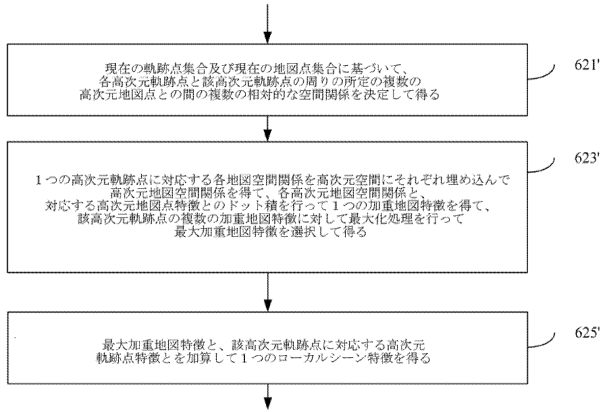 現在の軌跡点集合及び現在の地図点集合に基づいて、
各高次元軌跡点と該高次元軌跡点の周りの所定の複数の
高次元地図点との間の複数の相対的な空間関係を決定して得る
621'
１つの高次元軌跡点に対応する各地図空間関係を高次元空間にそれぞれ埋め込んで
高次元地図空間関係を得て、各高次元地図空間関係と、
対応する高次元地図点特徴とのドット積を行って１つの加重地図特徴を得て、
該高次元軌跡点の複数の加重地図特徴に対して最大化処理を行って
最大加重地図特徴を選択して得る
623'
最大加重地図特徴と、該高次元軌跡点に対応する高次元
軌跡点特徴とを加算して１つのローカルシーン特徴を得る
625'